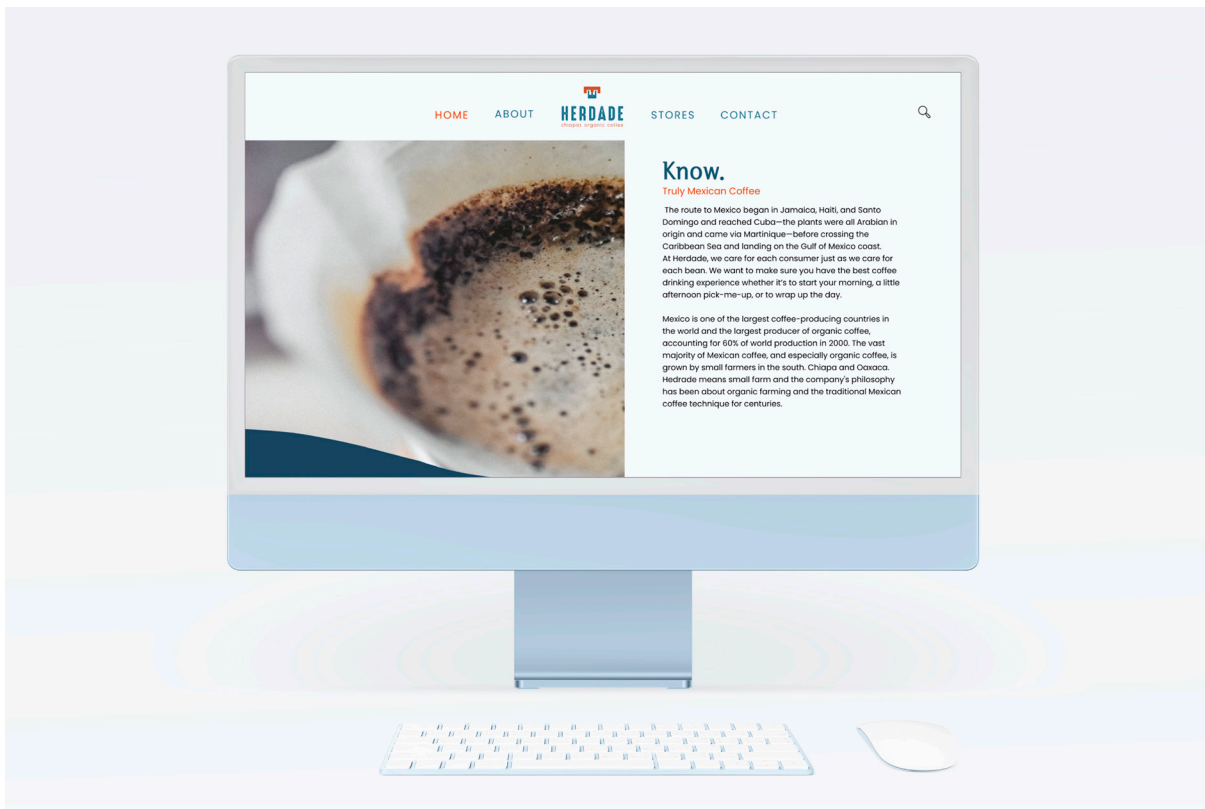 HOME ABOUT HERDADE STORES CONTACT
chiapas organic coffee
Know.
Truly Mexican Coffee
The route to Mexico began in Jamaica, Haiti, and Santo
Domingo and reached Cuba—the plants were all Arabian in
origin and came via Martinique—before crossing the
Caribbean Sea and landing on the Gulf of Mexico coast.
At Herdade, we care for each consumer just as we care for
each bean. We want to make sure you have the best coffee
drinking experience whether it's to start your morning, a little
afternoon pick-me-up, or to wrap up the day.
Mexico is one of the largest coffee-producing countries in
the world and the largest producer of organic coffee,
accounting for 60% of world production in 2000. The vast
majority of Mexican coffee, and especially organic coffee, is
grown by small farmers in the south. Chiapa and Oaxaca.
Hedrade means small farm and the company's philosophy
has been about organic farming and the traditional Mexican
coffee technique for centuries.